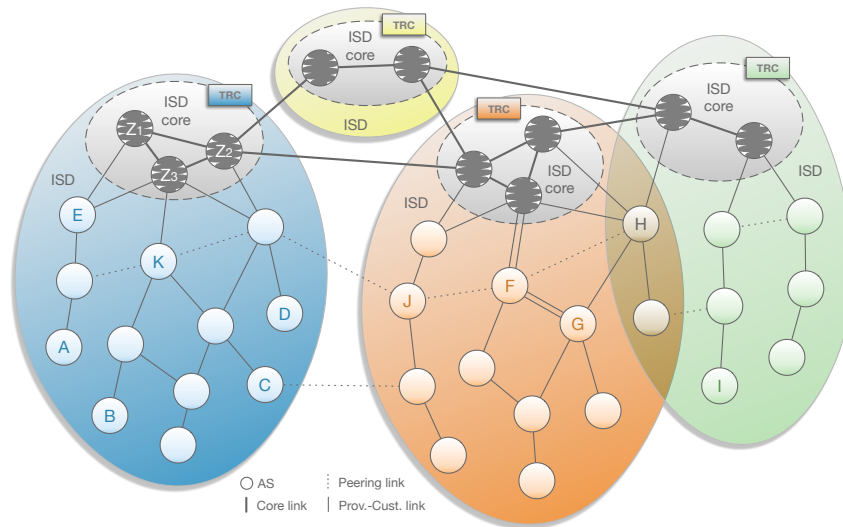 TRC
ISD
core
ISD
TRC
ISD
core
Z1
Z2
Z3
ISD
E
K
A
D
C
B
TRC
ISD
core
ISD
J
F
G
H
TRC
ISD
core
ISD
I
AS
Peering link
Core link
Prov.-Cust. link